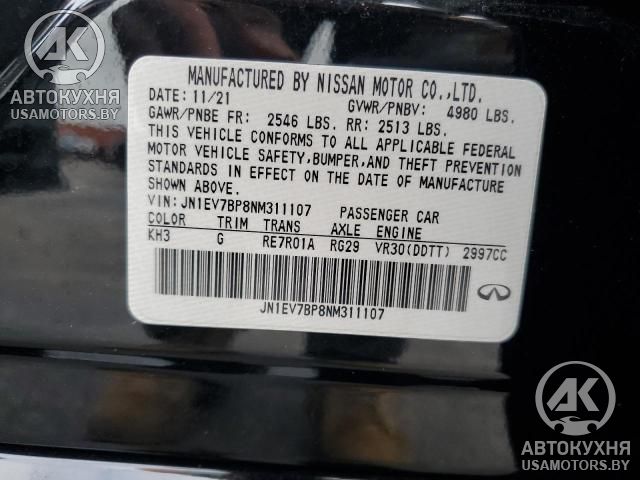 АК
АВТОКУХНЯ
USAMOTORS.BY
MANUFACTURED BY NISSAN MOTOR CO.,LTD.
DATE: 11/21 GVWR/PNBV: 4980 LBS.
GAWR/PNBE FR: 2546 LBS. RR: 2513 LBS.
THIS VEHICLE CONFORMS TO ALL APPLICABLE FEDERAL
MOTOR VEHICLE SAFETY,BUMPER,AND THEFT PREVENTION
STANDARDS IN EFFECT ON THE DATE OF MANUFACTURE
SHOWN ABOVE.
VIN: JN1EV7BP8NM311107 PASSENGER CAR
COLOR TRIM TRANS AXLE ENGINE
KH3 G RE7R01A RG29 VR30(DDTT) 2997CC
JN1EV7BP8NM311107
АК
АВТОКУХНЯ
USAMOTORS.BY